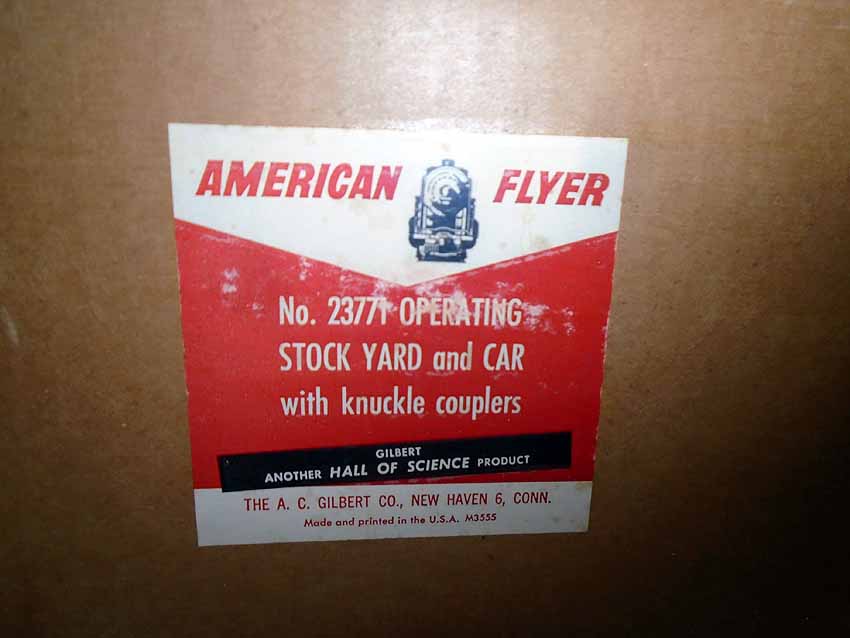 AMERICAN FLYER
No. 23771 OPERATING
STOCK YARD and CAR
with knuckle couplers
GILBERT
ANOTHER HALL OF SCIENCE PRODUCT
THE A. C. GILBERT CO., NEW HAVEN 6, CONN.
Made and printed in the U.S.A. M3555